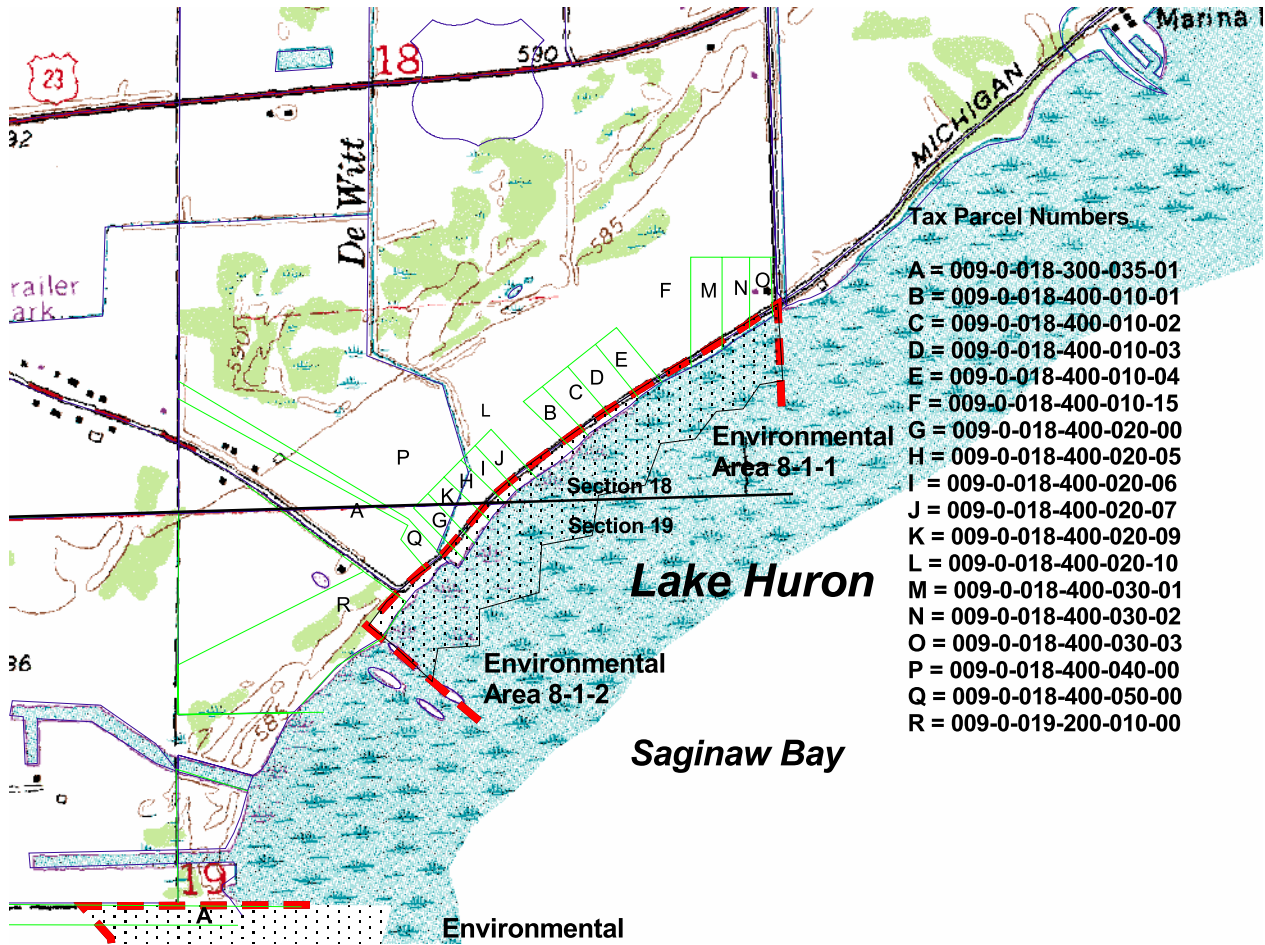 Marina
23
18
590
MICHIGAN
92
De Witt
Tax Parcel Numbers
585
railer
ark
A = 009-0-018-300-035-01
B = 009-0-018-400-010-01
C = 009-0-018-400-010-02
D = 009-0-018-400-010-03
E = 009-0-018-400-010-04
F = 009-0-018-400-010-15
G = 009-0-018-400-020-00
H = 009-0-018-400-020-05
I = 009-0-018-400-020-06
J = 009-0-018-400-020-07
K = 009-0-018-400-020-09
L = 009-0-018-400-020-10
M = 009-0-018-400-030-01
N = 009-0-018-400-030-02
O = 009-0-018-400-030-03
P = 009-0-018-400-040-00
Q = 009-0-018-400-050-00
R = 009-0-019-200-010-00
F
M
N
O
590
E
D
C
B
L
P
J
I
H
K
G
A
Q
R
Environmental
Area 8-1-1
Section 18
Section 19
Lake Huron
86
Environmental
Area 8-1-2
585
Saginaw Bay
19
A
Environmental